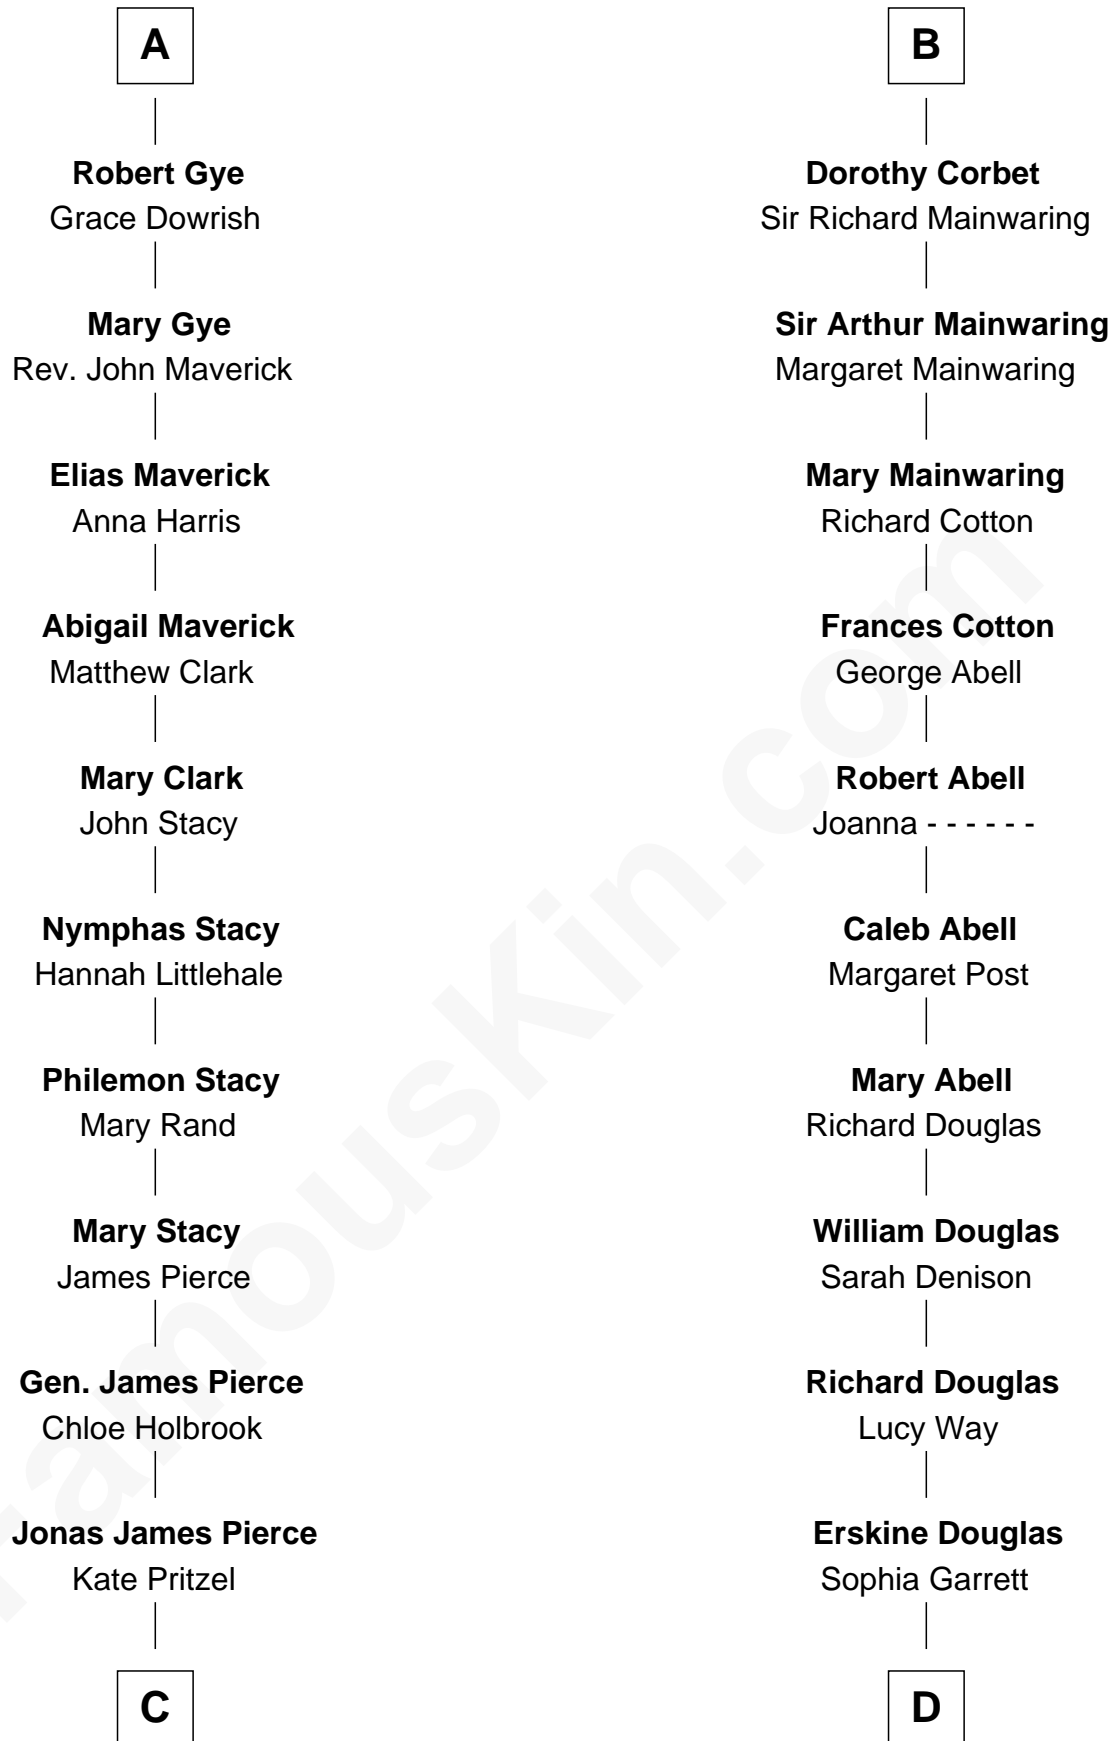 A
Robert Gye
Grace Dowrish
Mary Gye
Rev. John Maverick
Elias Maverick
Anna Harris
Abigail Maverick
Matthew Clark
Mary Clark
John Stacy
Nymphas Stacy
Hannah Littlehale
Philemon Stacy
Mary Rand
Mary Stacy
James Pierce
Gen. James Pierce
Chloe Holbrook
Jonas James Pierce
Kate Pritzel
C
B
Dorothy Corbet
Sir Richard Mainwaring
Sir Arthur Mainwaring
Margaret Mainwaring
Mary Mainwaring
Richard Cotton
Frances Cotton
George Abell
Robert Abell
Joanna - - - - - -
Caleb Abell
Margaret Post
Mary Abell
Richard Douglas
William Douglas
Sarah Denison
Richard Douglas
Lucy Way
Erskine Douglas
Sophia Garrett
D
FamousKin.com